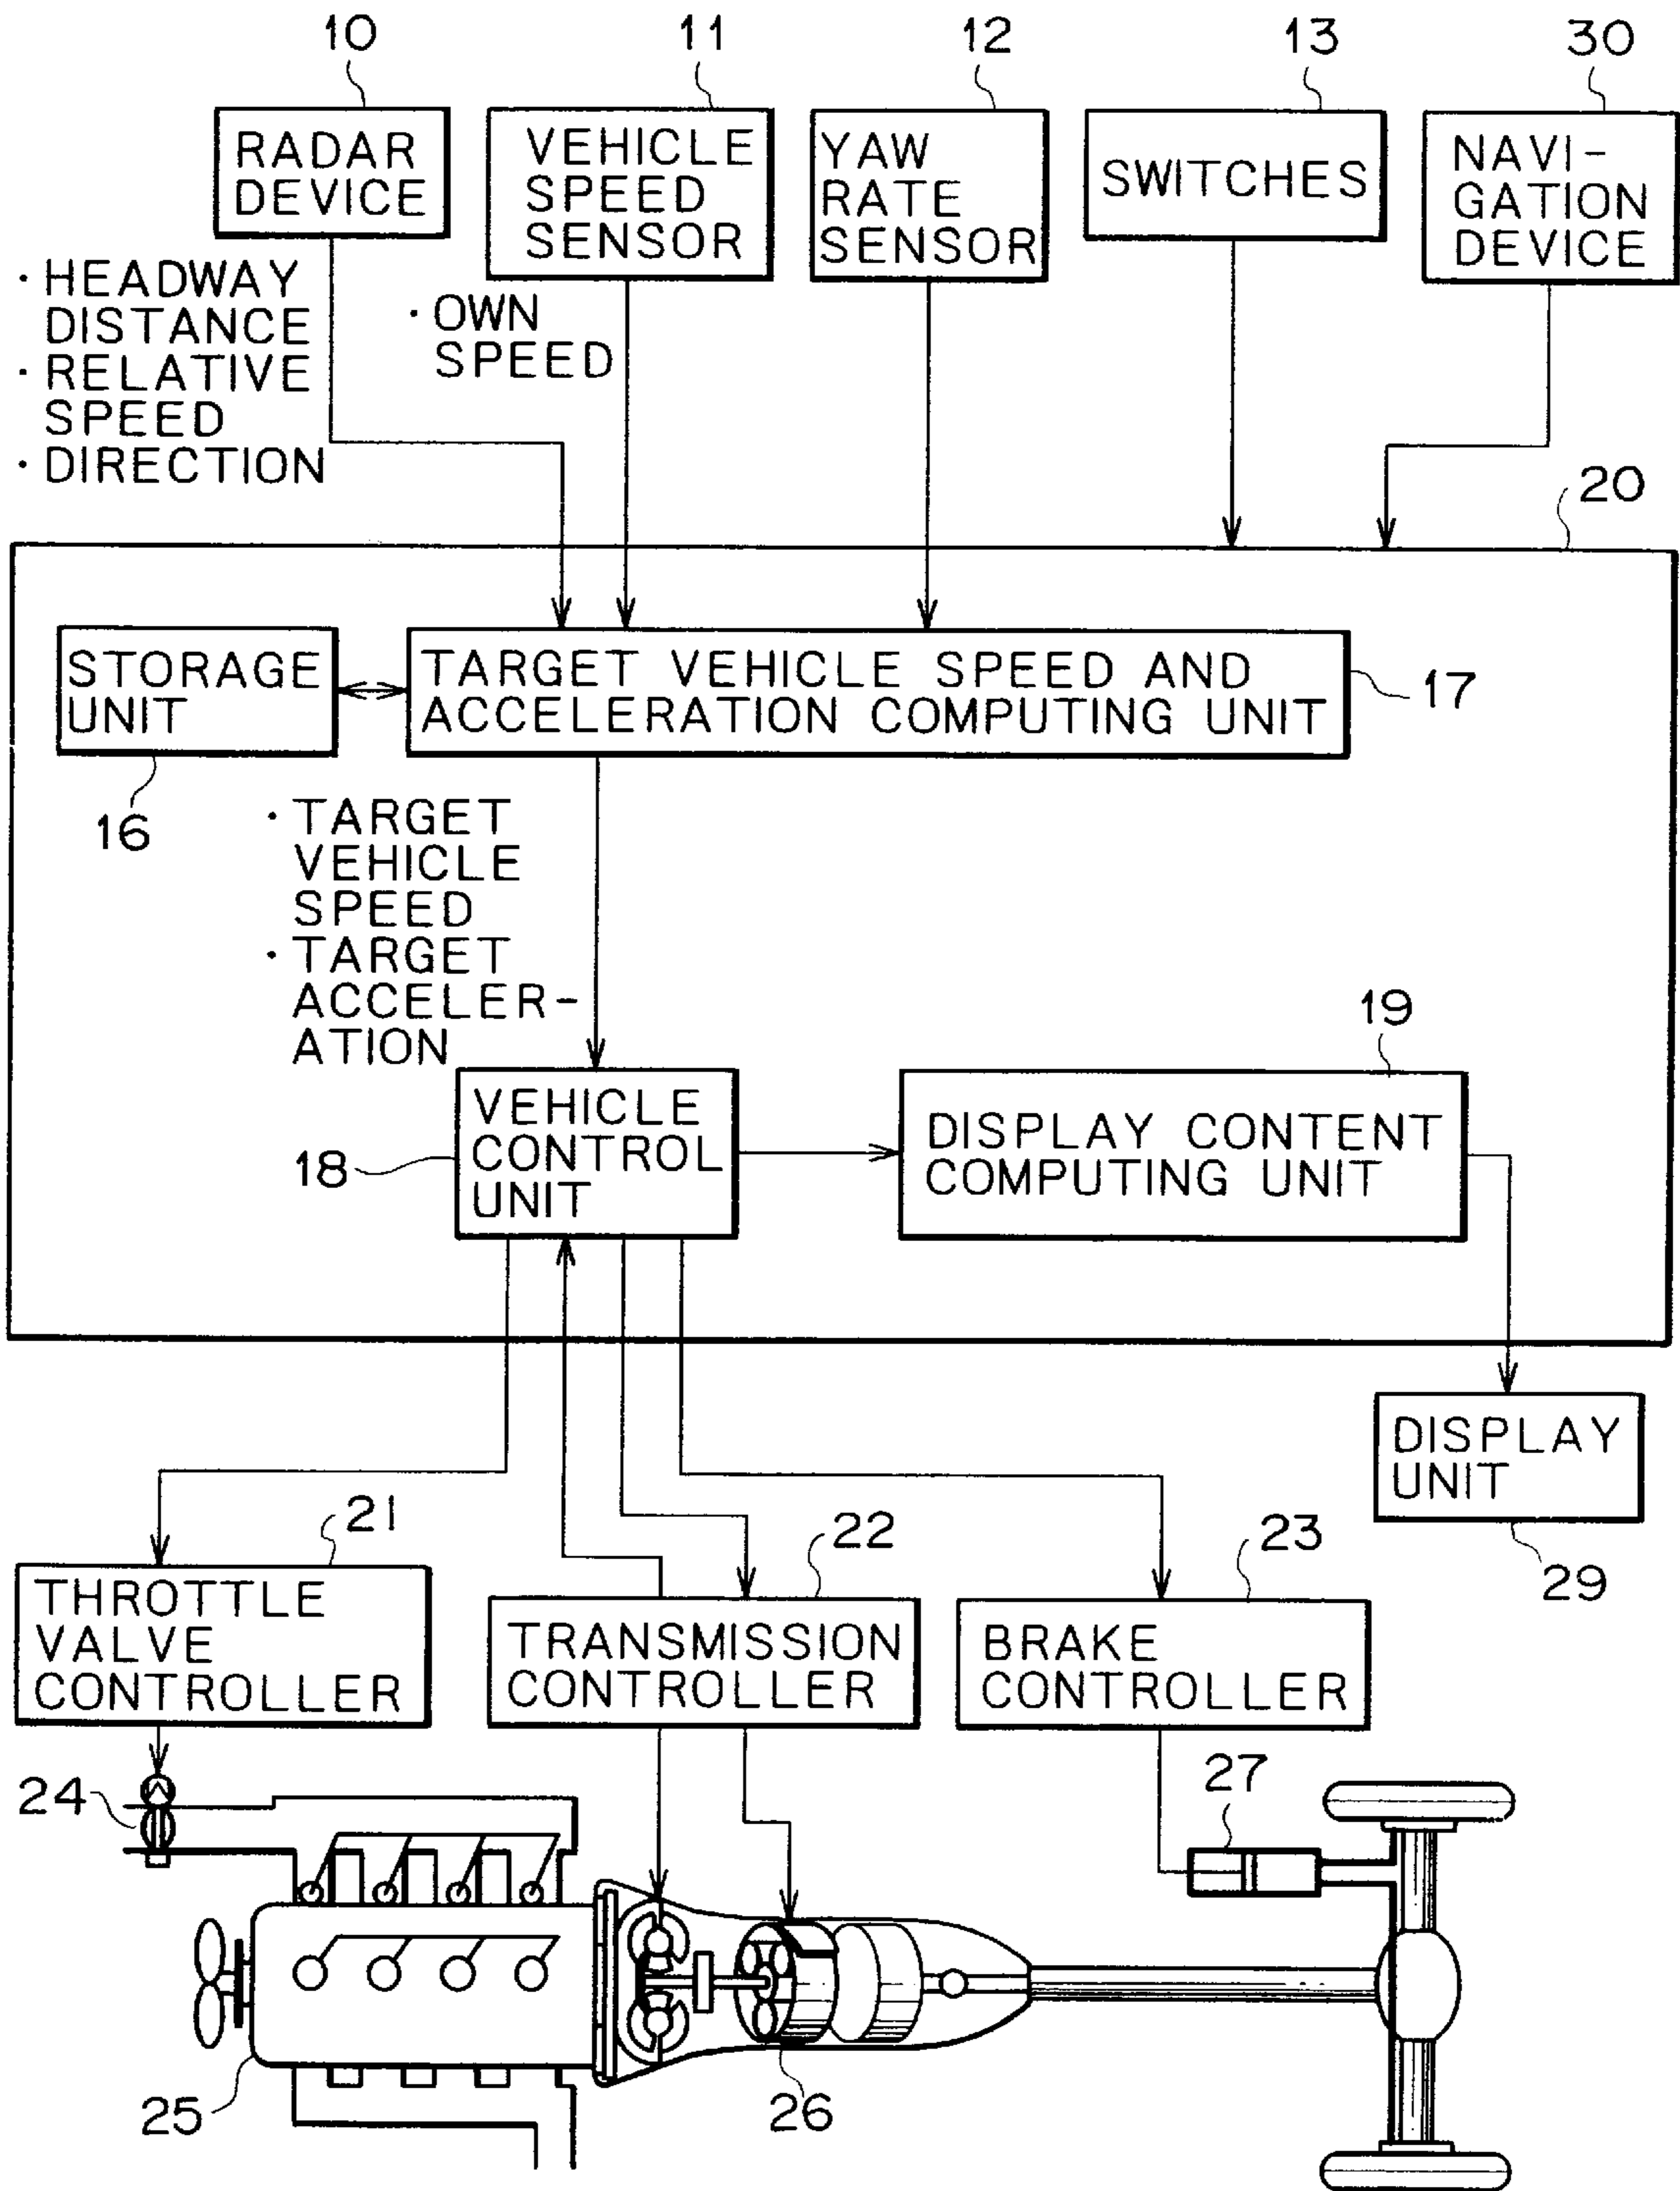 10
11
12
13
30
RADAR
DEVICE
VEHICLE
SPEED
SENSOR
YAW
RATE
SENSOR
SWITCHES
NAVI-
GATION
DEVICE
· HEADWAY
DISTANCE
· RELATIVE
SPEED
· DIRECTION
· OWN
SPEED
20
STORAGE
UNIT
16
TARGET VEHICLE SPEED AND
ACCELERATION COMPUTING UNIT
17
· TARGET
VEHICLE
SPEED
· TARGET
ACCELER-
ATION
18
VEHICLE
CONTROL
UNIT
19
DISPLAY CONTENT
COMPUTING UNIT
DISPLAY
UNIT
29
21
THROTTLE
VALVE
CONTROLLER
22
TRANSMISSION
CONTROLLER
23
BRAKE
CONTROLLER
24
27
25
26